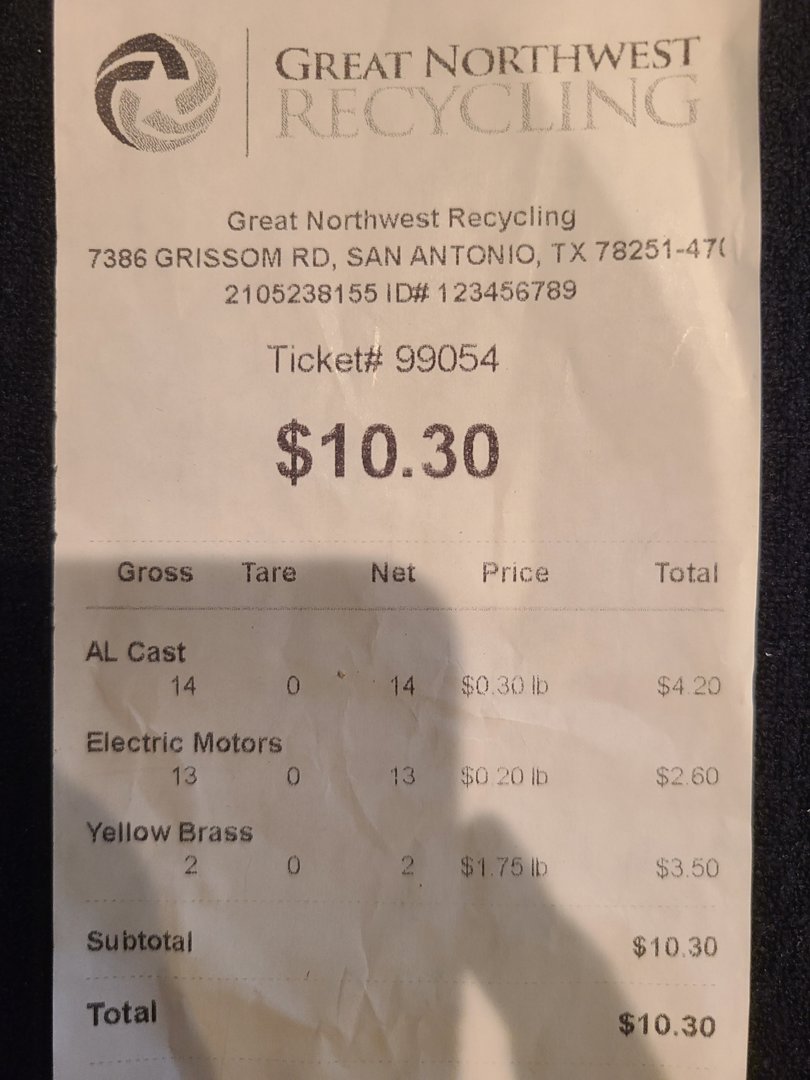 GREAT NORTHWEST
RECYCLING
Great Northwest Recycling
7386 GRISSOM RD, SAN ANTONIO, TX 78251-470
2105238155 ID# 123456789
Ticket# 99054
$10.30
Gross Tare Net Price Total
AL Cast
14 0 14 $0.30 lb $4.20
Electric Motors
13 0 13 $0.20 lb $2.60
Yellow Brass
2 0 2 $1.75 lb $3.50
Subtotal $10.30
Total $10.30